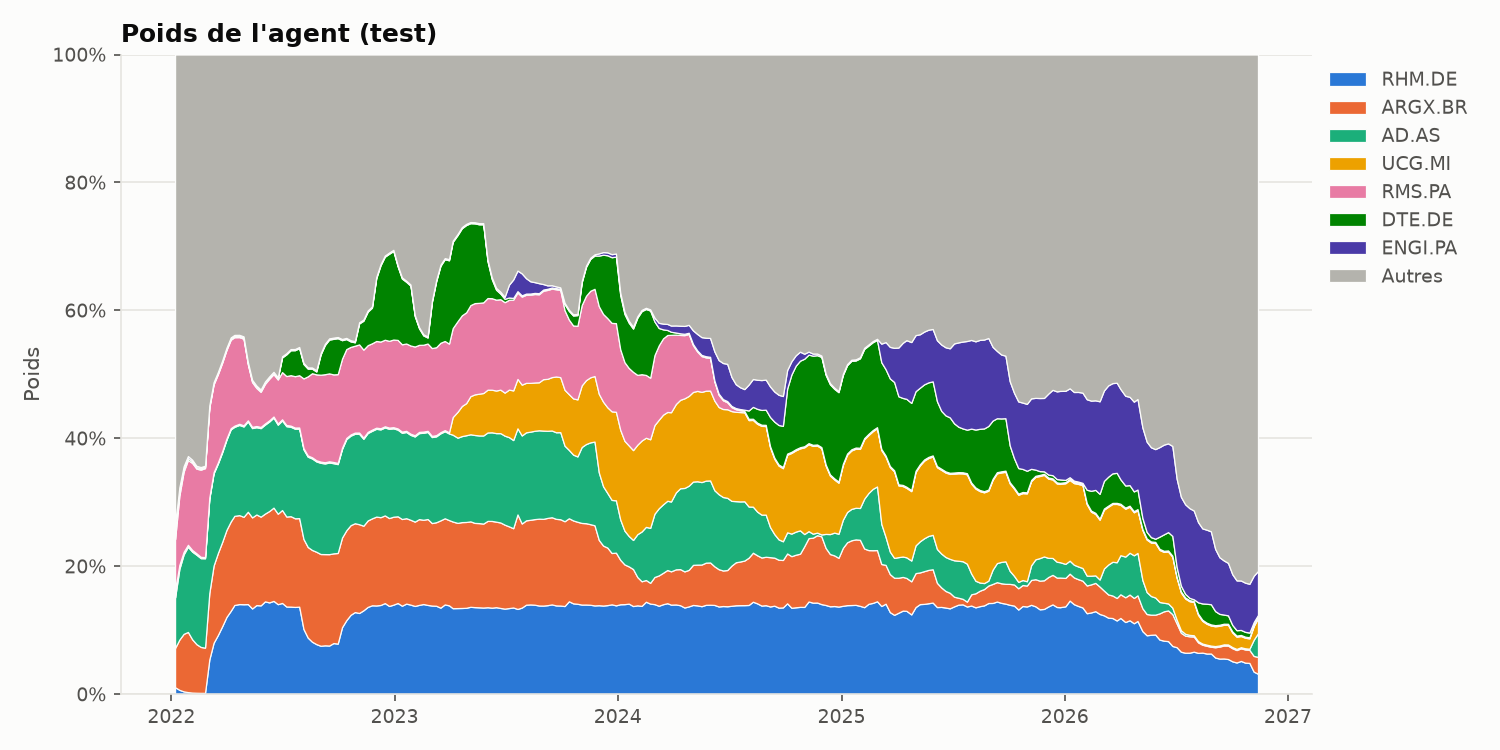 Poids de l'agent (test)
100%
80%
60%
40%
20%
0%
Poids
2022
2023
2024
2025
2026
2027
RHM.DE
ARGX.BR
AD.AS
UCG.MI
RMS.PA
DTE.DE
ENGI.PA
Autres